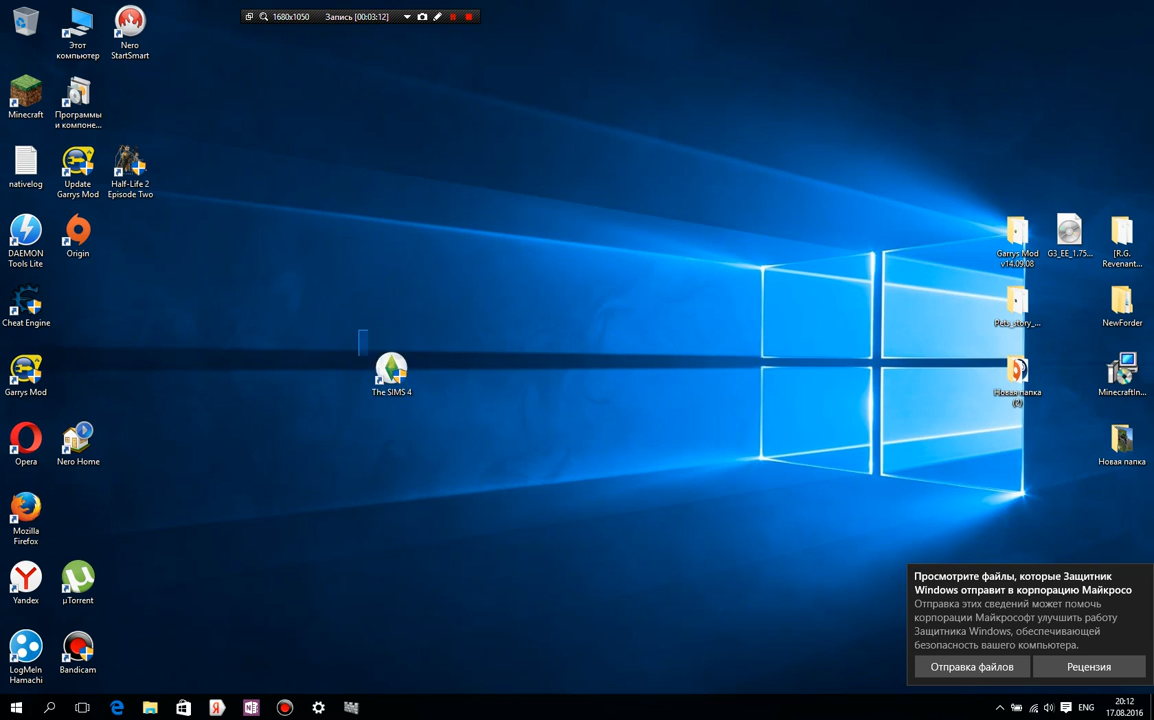 1680x1050
Запись [00:03:12]
Этот
компьютер
Nero
StartSmart
Minecraft
Программы
и компоне...
nativelog
Update
Garrys Mod
Half-Life 2
Episode Two
DAEMON
Tools Lite
Origin
Cheat Engine
Garrys Mod
The SIMS 4
Opera
Nero Home
Mozilla
Firefox
Yandex
µTorrent
LogMeIn
Hamachi
Bandicam
Garrys Mod
v14.09.08
G3_EE_1.75...
[R.G.
Revenant...
Pets_story_...
NewForder
Новая папка
(2)
MinecraftIn...
Новая папка
Просмотрите файлы, которые Защитник
Windows отправит в корпорацию Майкросо
Отправка этих сведений может помочь
корпорации Майкрософт улучшить работу
Защитника Windows, обеспечивающей
безопасность вашего компьютера.
Отправка файлов
Рецензия
ENG
20:12
17.08.2016